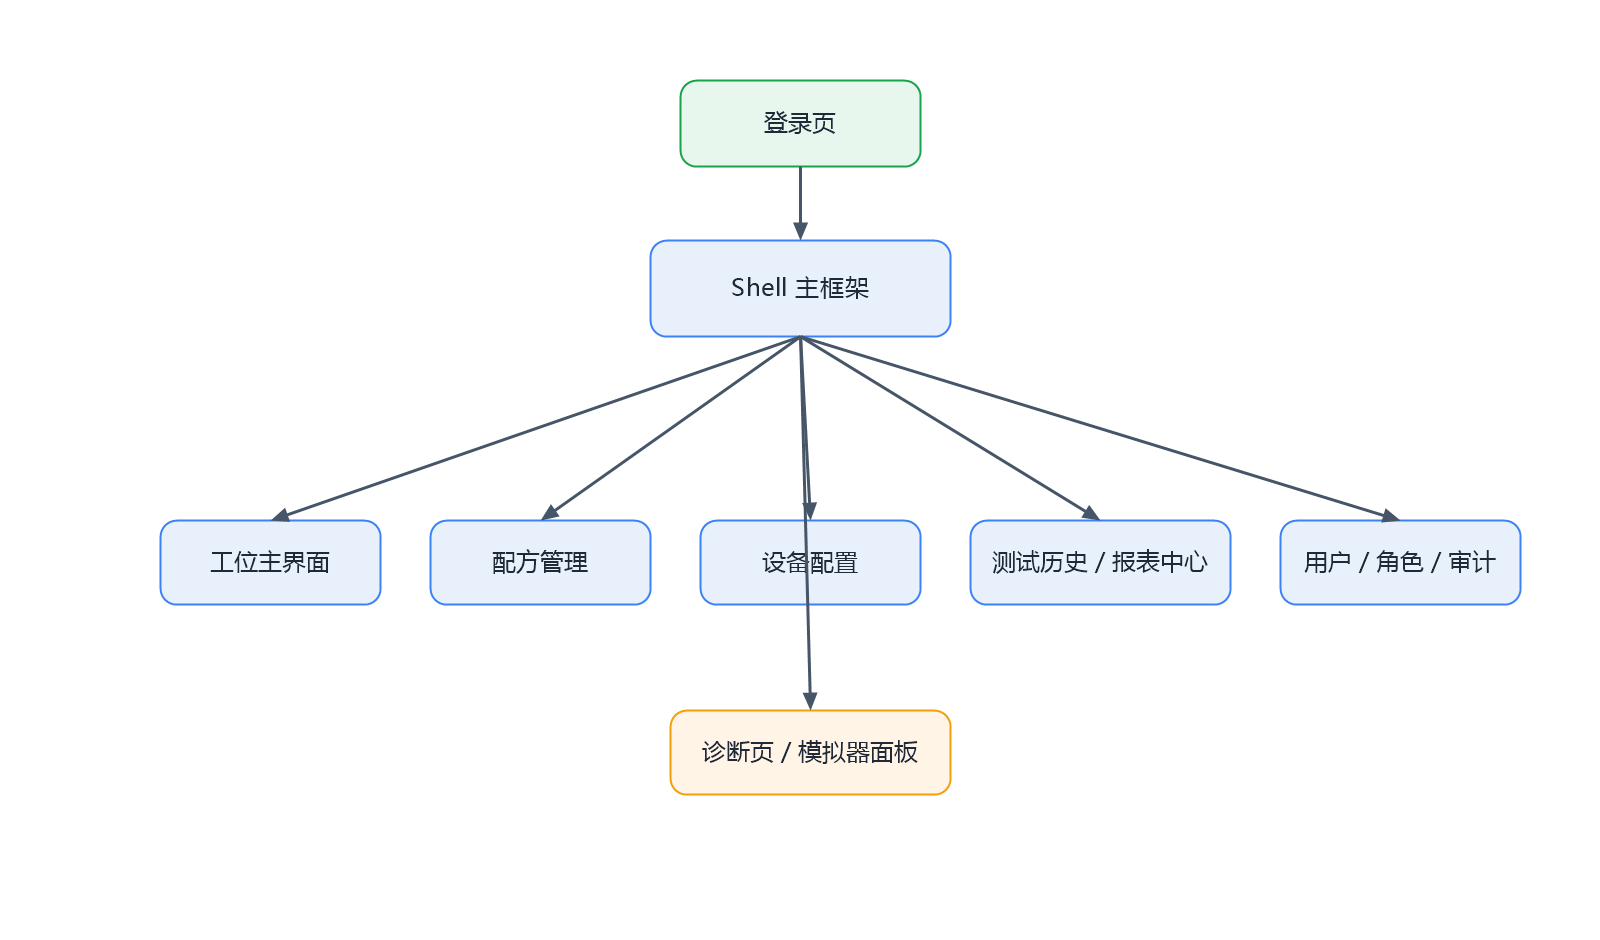 登录页
Shell 主框架
工位主界面
配方管理
设备配置
测试历史 / 报表中心
用户 / 角色 / 审计
诊断页 / 模拟器面板